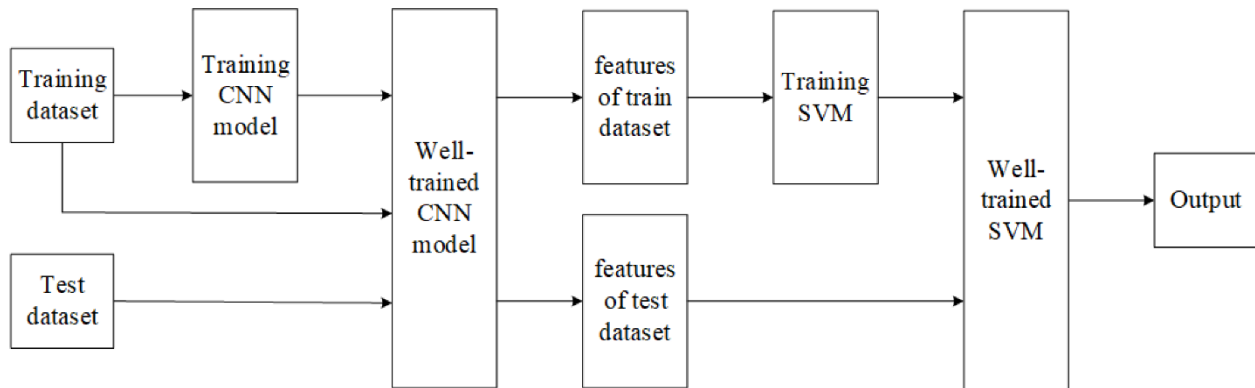 Training
dataset
Training
CNN
model
Well-
trained
CNN
model
features
of train
dataset
Training
SVM
Well-
trained
SVM
Output
Test
dataset
features
of test
dataset